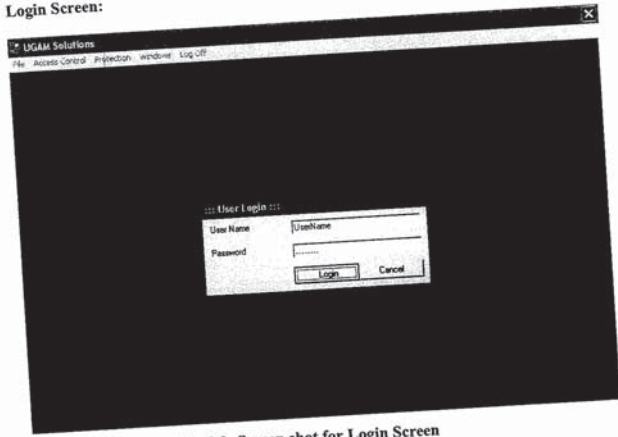 Login Screen:
UGAM Solutions
File Access Control Protection Windows Log Off
::: User Login :::
User Name UserName
Password ........
Login Cancel
Screen shot for Login Screen